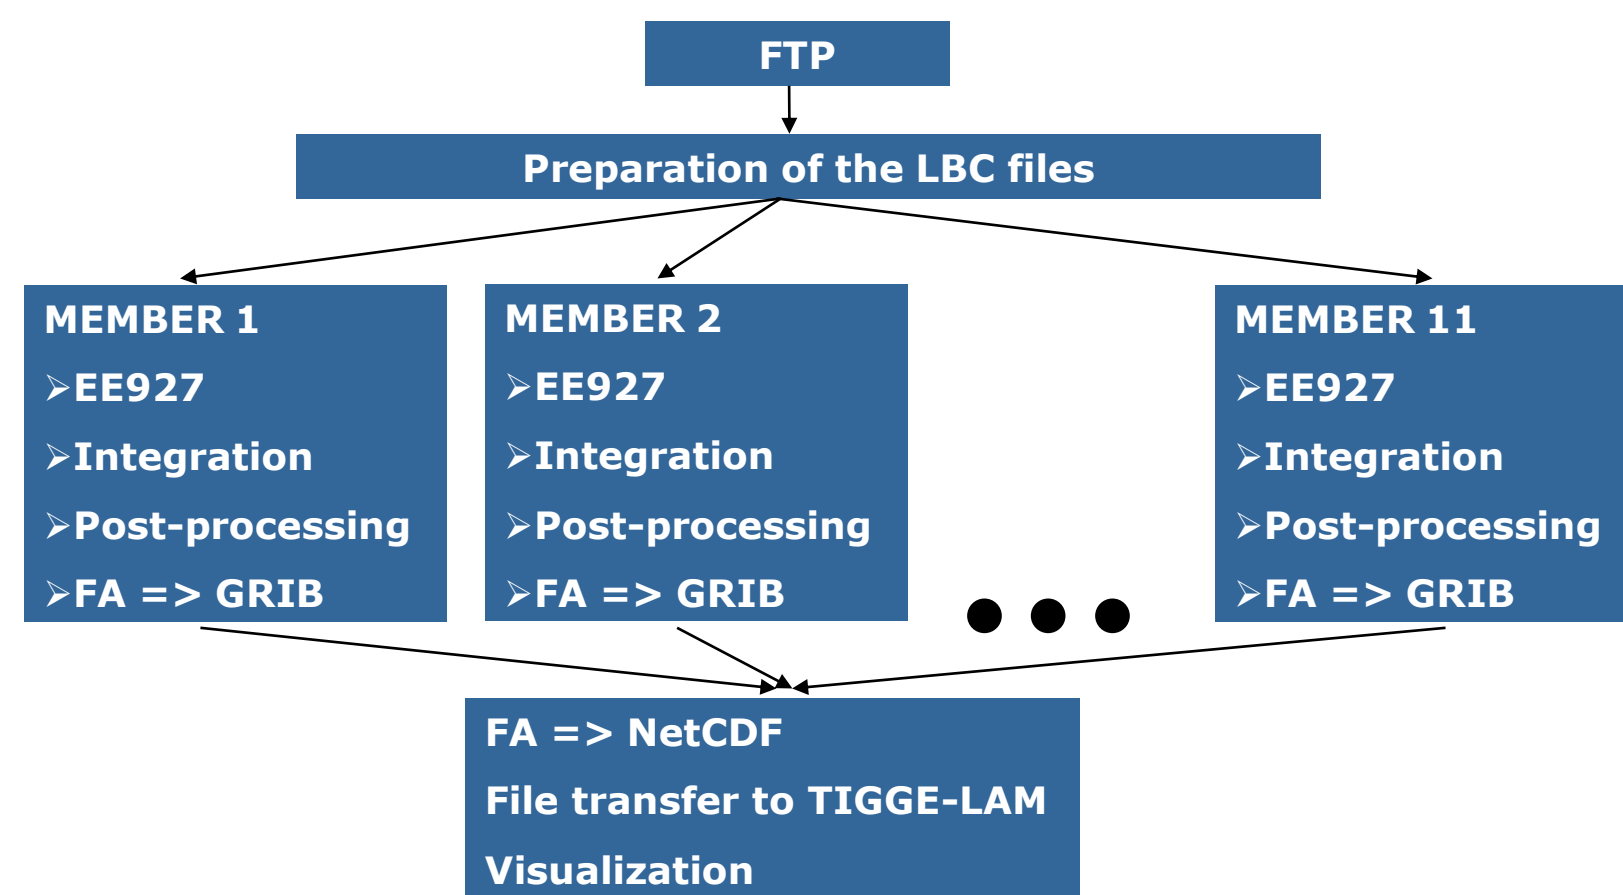 FTP
Preparation of the LBC files
MEMBER 1
➢EE927
➢Integration
➢Post-processing
➢FA => GRIB
MEMBER 2
➢EE927
➢Integration
➢Post-processing
➢FA => GRIB
MEMBER 11
➢EE927
➢Integration
➢Post-processing
➢FA => GRIB
FA => NetCDF
File transfer to TIGGE-LAM
Visualization